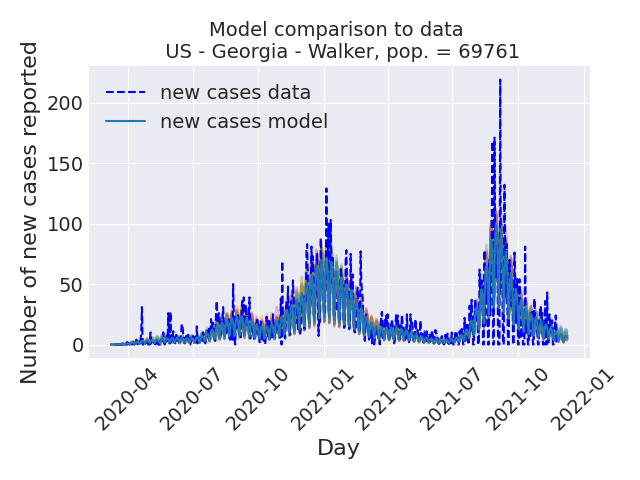 Model comparison to data
US - Georgia - Walker, pop. = 69761
new cases data
new cases model
Number of new cases reported
200
150
100
50
0
2020-04
2020-07
2020-10
2021-01
2021-04
2021-07
2021-10
2022-01
Day